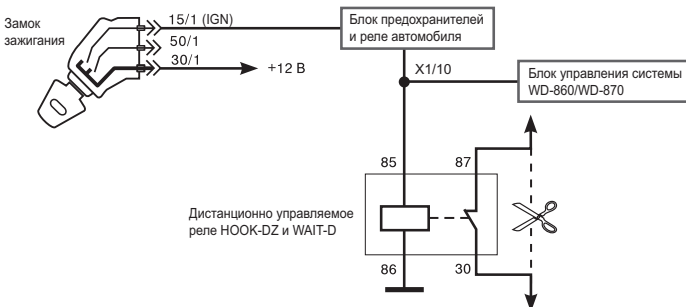 Замок
зажигания
15/1 (IGN)
50/1
30/1
+12 В
Блок предохранителей
и реле автомобиля
X1/10
Блок управления системы
WD-860/WD-870
85
87
Дистанционно управляемое
реле HOOK-DZ и WAIT-D
86
30